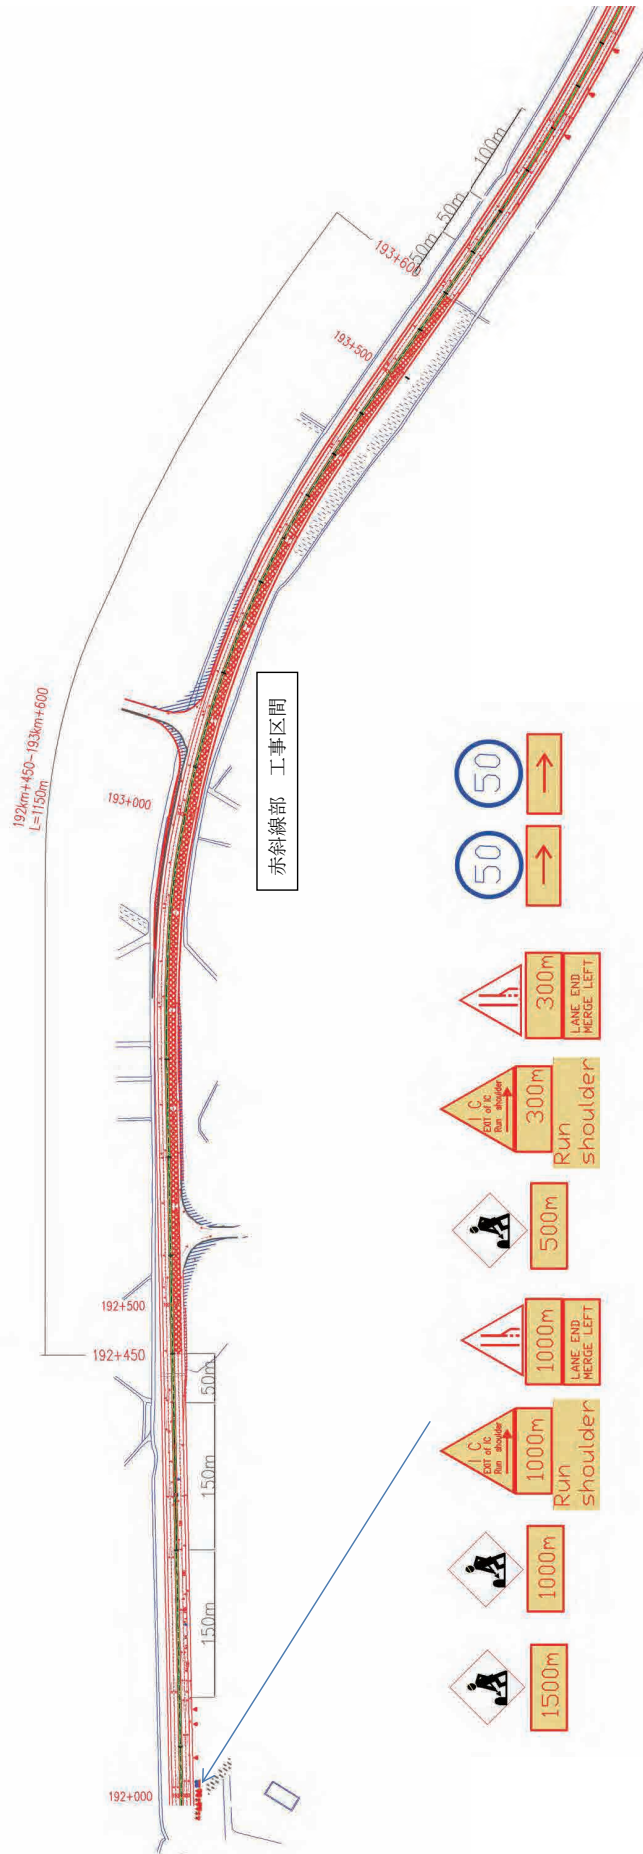 192km+450-193km+600
L=1150m
192+000
192+450
192+500
193+000
193+500
193+600
150m
150m
50m
50m
50m
100m
赤斜線部　工事区間
1500m
1000m
I C
EXIT of IC
Run shoulder
1000m
Run
shoulder
1000m
LANE END
MERGE LEFT
500m
I C
EXIT of IC
Run shoulder
300m
Run
shoulder
300m
LANE END
MERGE LEFT
50
50